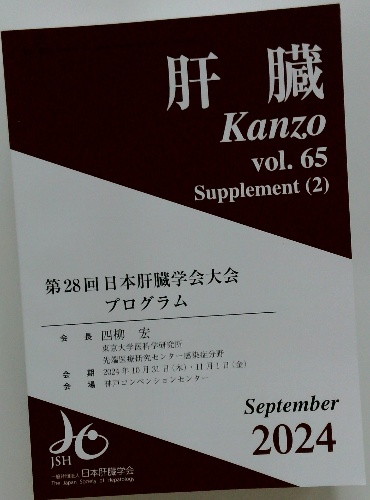 肝臓
Kanzo
vol. 65
Supplement (2)
第28回日本肝臓学会大会
プログラム
会長 四柳 宏
東京大学医科学研究所
先端医療研究センター感染症分野
会期 2024年10月31日(木)・11月1日(金)
会場 神戸コンベンションセンター
September
2024
JSH
一般社団法人 日本肝臓学会
The Japan Society of Hepatology